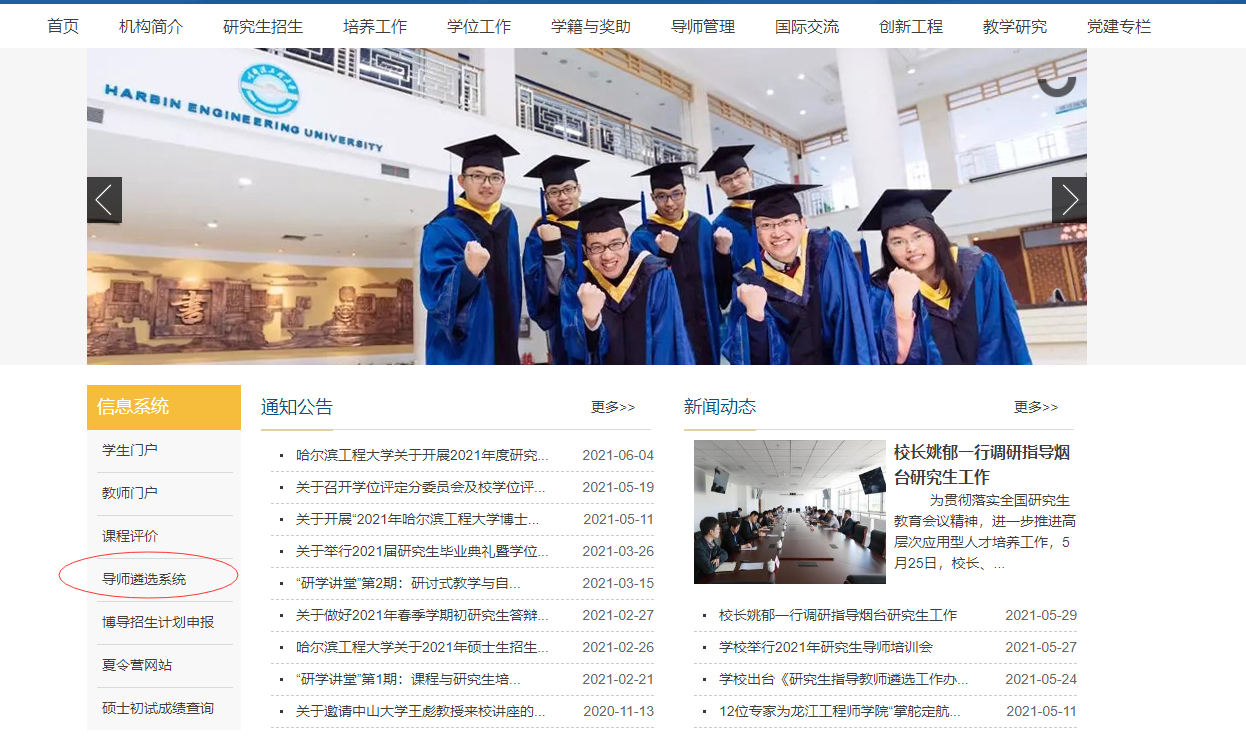 首页 机构简介 研究生招生 培养工作 学位工作 学籍与奖助 导师管理 国际交流 创新工程 教学研究 党建专栏
HARBIN ENGINEERING UNIVERSITY
書
信息系统
学生门户
教师门户
课程评价
导师遴选系统
博导招生计划申报
夏令营网站
硕士初试成绩查询
通知公告 更多>>
哈尔滨工程大学关于开展2021年度研究... 2021-06-04
关于召开学位评定分委员会及校学位评... 2021-05-19
关于开展“2021年哈尔滨工程大学博士... 2021-05-11
关于举行2021届研究生毕业典礼暨学位... 2021-03-26
“研学讲堂”第2期：研讨式教学与自... 2021-03-15
关于做好2021年春季学期初研究生答辩... 2021-02-27
哈尔滨工程大学关于2021年硕士生招生... 2021-02-26
“研学讲堂”第1期：课程与研究生培... 2021-02-21
关于邀请中山大学王彪教授来校讲座的... 2020-11-13
新闻动态 更多>>
校长姚郁一行调研指导烟
台研究生工作
为贯彻落实全国研究生
教育会议精神，进一步推进高
层次应用型人才培养工作，5
月25日，校长、...
校长姚郁一行调研指导烟台研究生工作 2021-05-29
学校举行2021年研究生导师培训会 2021-05-27
学校出台《研究生指导教师遴选工作办... 2021-05-24
12位专家为龙江工程师学院“掌舵定航... 2021-05-11